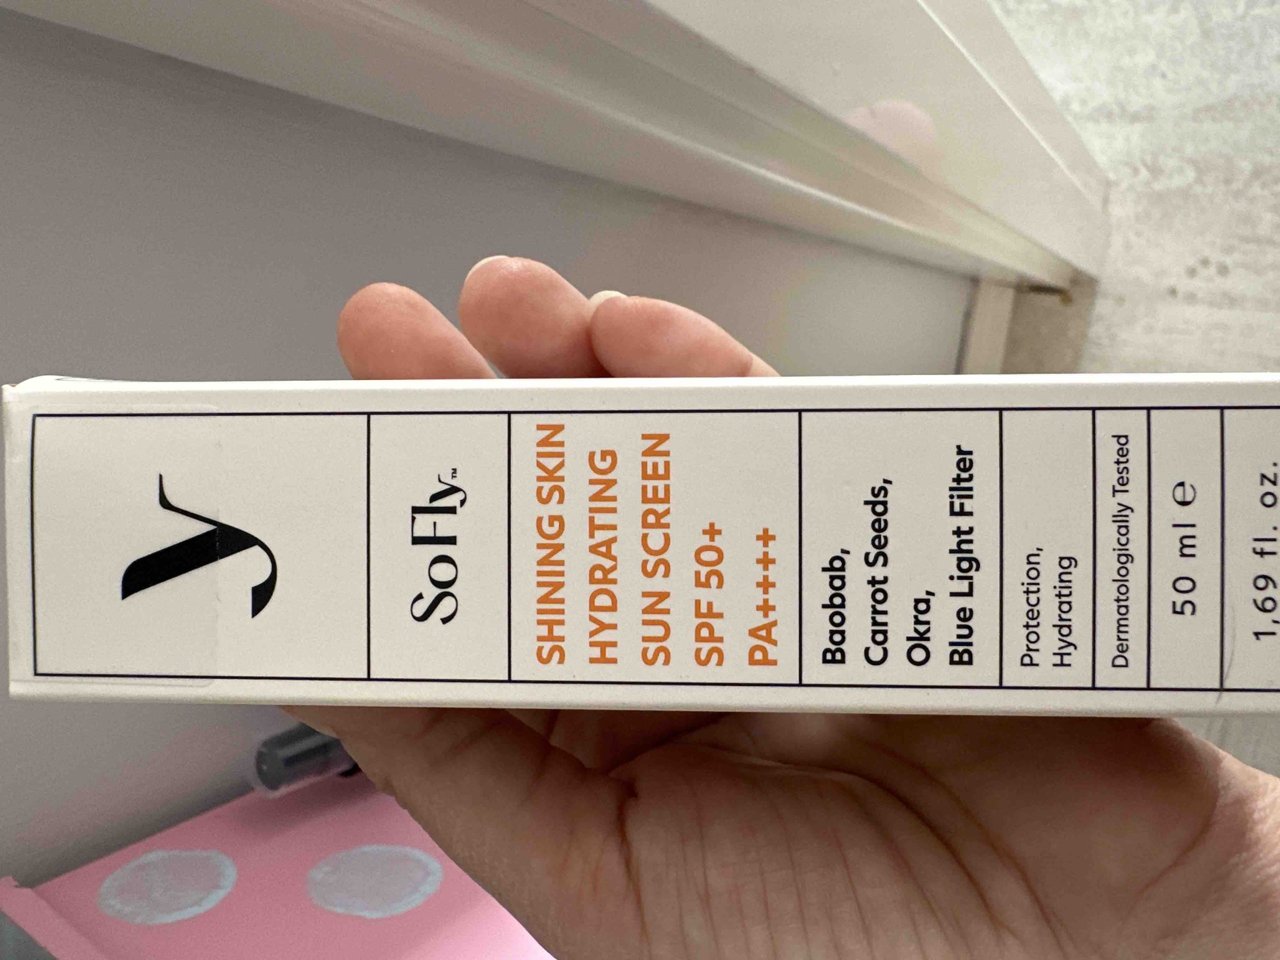 y
SoFly™
SHINING SKIN
HYDRATING
SUN SCREEN
SPF 50+
PA++++
Baobab,
Carrot Seeds,
Okra,
Blue Light Filter
Protection,
Hydrating
Dermatologically Tested
50 ml e
1,69 fl. oz.